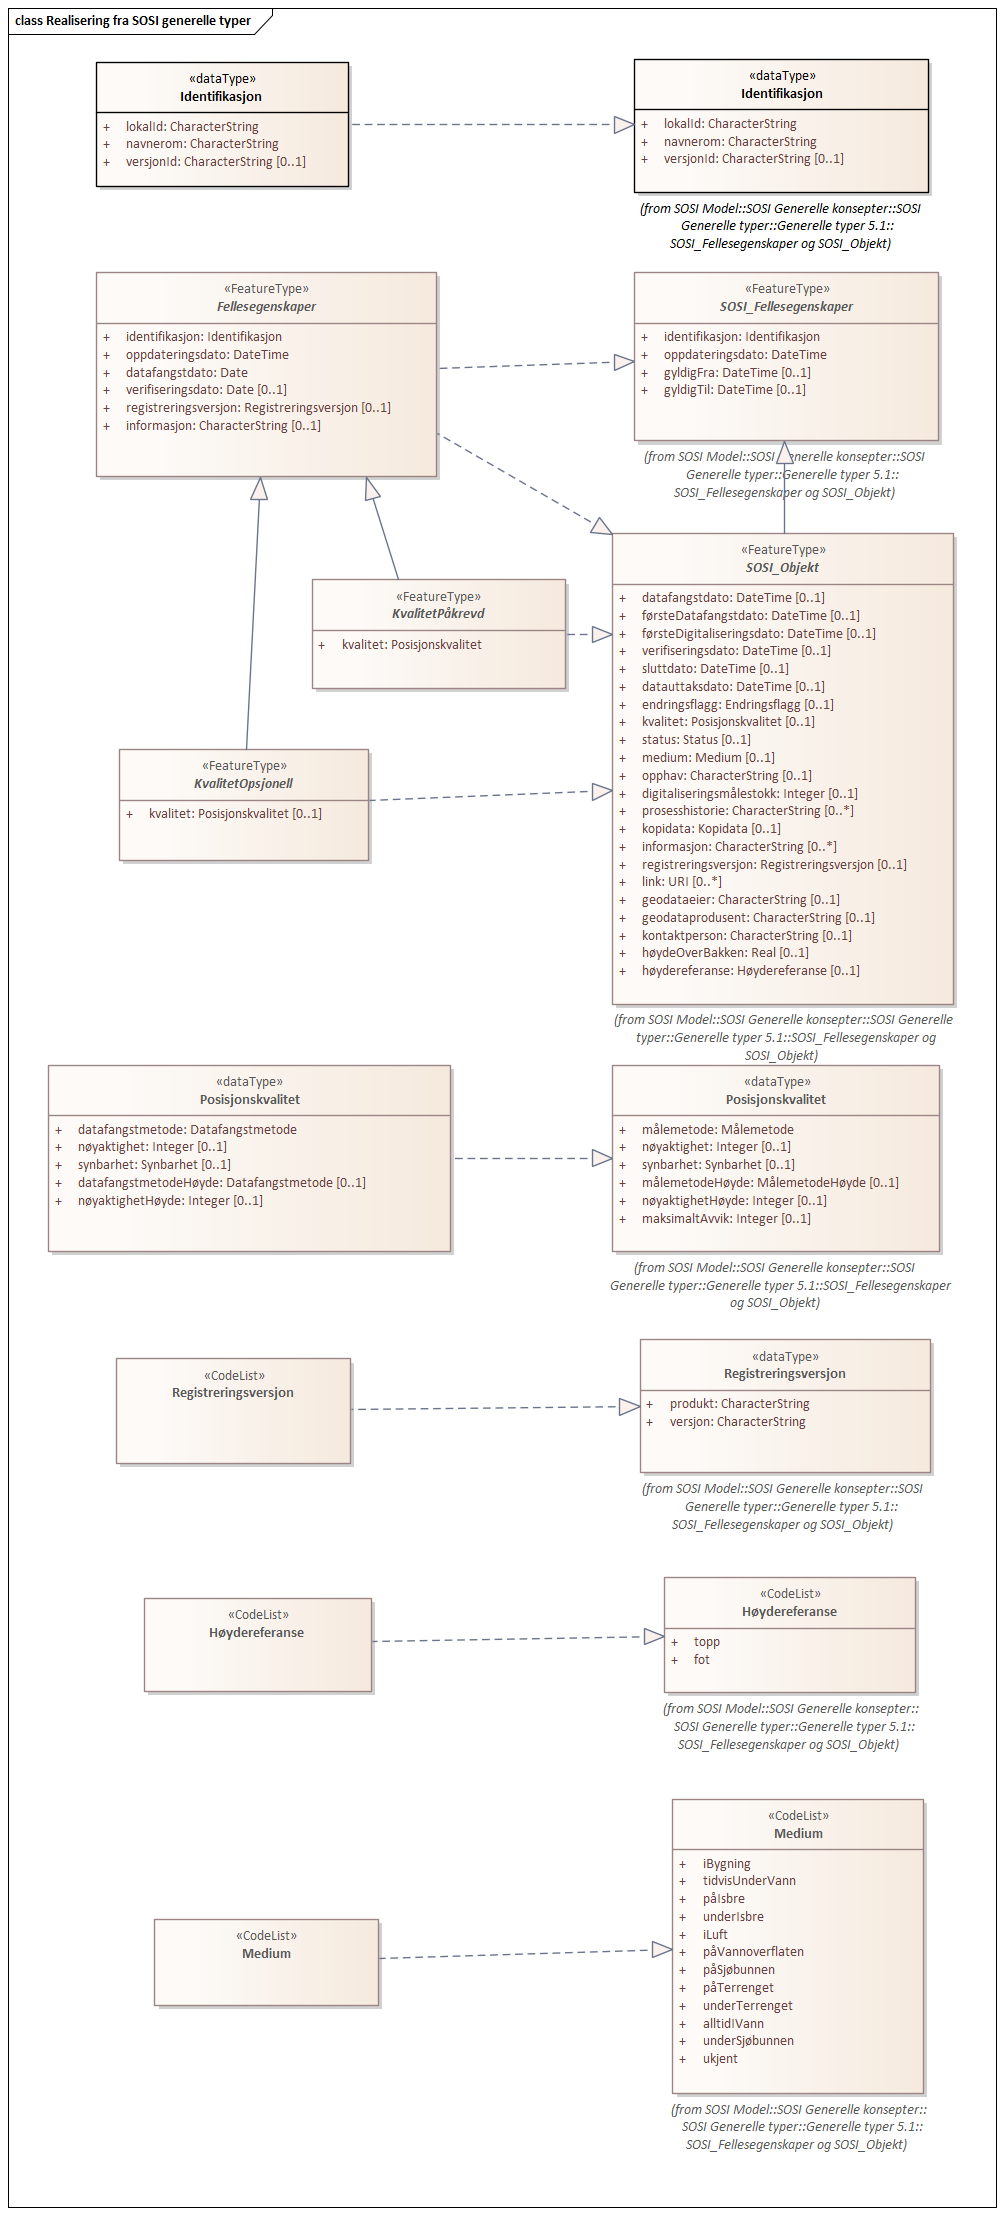 class Realisering fra SOSI generelle typer
«dataType»
Identifikasjon
+ lokalId: CharacterString
+ navnerom: CharacterString
+ versjonId: CharacterString [0..1]
«dataType»
Identifikasjon
+ lokalId: CharacterString
+ navnerom: CharacterString
+ versjonId: CharacterString [0..1]
(from SOSI Model::SOSI Generelle konsepter::SOSI
Generelle typer::Generelle typer 5.1::
SOSI_Fellesegenskaper og SOSI_Objekt)
«FeatureType»
Fellesegenskaper
+ identifikasjon: Identifikasjon
+ oppdateringsdato: DateTime
+ datafangstdato: Date
+ verifiseringsdato: Date [0..1]
+ registreringsversjon: Registreringsversjon [0..1]
+ informasjon: CharacterString [0..1]
«FeatureType»
SOSI_Fellesegenskaper
+ identifikasjon: Identifikasjon
+ oppdateringsdato: DateTime
+ gyldigFra: DateTime [0..1]
+ gyldigTil: DateTime [0..1]
(from SOSI Model::SOSI Generelle konsepter::SOSI
Generelle typer::Generelle typer 5.1::
SOSI_Fellesegenskaper og SOSI_Objekt)
«FeatureType»
KvalitetPåkrevd
+ kvalitet: Posisjonskvalitet
«FeatureType»
KvalitetOpsjonell
+ kvalitet: Posisjonskvalitet [0..1]
«FeatureType»
SOSI_Objekt
+ datafangstdato: DateTime [0..1]
+ førsteDatafangstdato: DateTime [0..1]
+ førsteDigitaliseringsdato: DateTime [0..1]
+ verifiseringsdato: DateTime [0..1]
+ sluttdato: DateTime [0..1]
+ datauttaksdato: DateTime [0..1]
+ endringsflagg: Endringsflagg [0..1]
+ kvalitet: Posisjonskvalitet [0..1]
+ status: Status [0..1]
+ medium: Medium [0..1]
+ opphav: CharacterString [0..1]
+ digitaliseringsmålestokk: Integer [0..1]
+ prosesshistorie: CharacterString [0..*]
+ kopidata: Kopidata [0..1]
+ informasjon: CharacterString [0..*]
+ registreringsversjon: Registreringsversjon [0..1]
+ link: URI [0..*]
+ geodataeier: CharacterString [0..1]
+ geodataprodusent: CharacterString [0..1]
+ kontaktperson: CharacterString [0..1]
+ høydeOverBakken: Real [0..1]
+ høydereferanse: Høydereferanse [0..1]
(from SOSI Model::SOSI Generelle konsepter::SOSI Generelle
typer::Generelle typer 5.1::SOSI_Fellesegenskaper og
SOSI_Objekt)
«dataType»
Posisjonskvalitet
+ datafangstmetode: Datafangstmetode
+ nøyaktighet: Integer [0..1]
+ synbarhet: Synbarhet [0..1]
+ datafangstmetodeHøyde: Datafangstmetode [0..1]
+ nøyaktighetHøyde: Integer [0..1]
«dataType»
Posisjonskvalitet
+ målemetode: Målemetode
+ nøyaktighet: Integer [0..1]
+ synbarhet: Synbarhet [0..1]
+ målemetodeHøyde: MålemetodeHøyde [0..1]
+ nøyaktighetHøyde: Integer [0..1]
+ maksimaltAvvik: Integer [0..1]
(from SOSI Model::SOSI Generelle konsepter::SOSI
Generelle typer::Generelle typer 5.1::SOSI_Fellesegenskaper
og SOSI_Objekt)
«CodeList»
Registreringsversjon
«dataType»
Registreringsversjon
+ produkt: CharacterString
+ versjon: CharacterString
(from SOSI Model::SOSI Generelle konsepter::SOSI
Generelle typer::Generelle typer 5.1::
SOSI_Fellesegenskaper og SOSI_Objekt)
«CodeList»
Høydereferanse
«CodeList»
Høydereferanse
+ topp
+ fot
(from SOSI Model::SOSI Generelle konsepter::
SOSI Generelle typer::Generelle typer 5.1::
SOSI_Fellesegenskaper og SOSI_Objekt)
«CodeList»
Medium
«CodeList»
Medium
+ iBygning
+ tidvisUnderVann
+ påIsbre
+ underIsbre
+ iLuft
+ påVannoverflaten
+ påSjøbunnen
+ påTerrenget
+ underTerrenget
+ alltidIVann
+ underSjøbunnen
+ ukjent
(from SOSI Model::SOSI Generelle konsepter::
SOSI Generelle typer::Generelle typer 5.1::
SOSI_Fellesegenskaper og SOSI_Objekt)